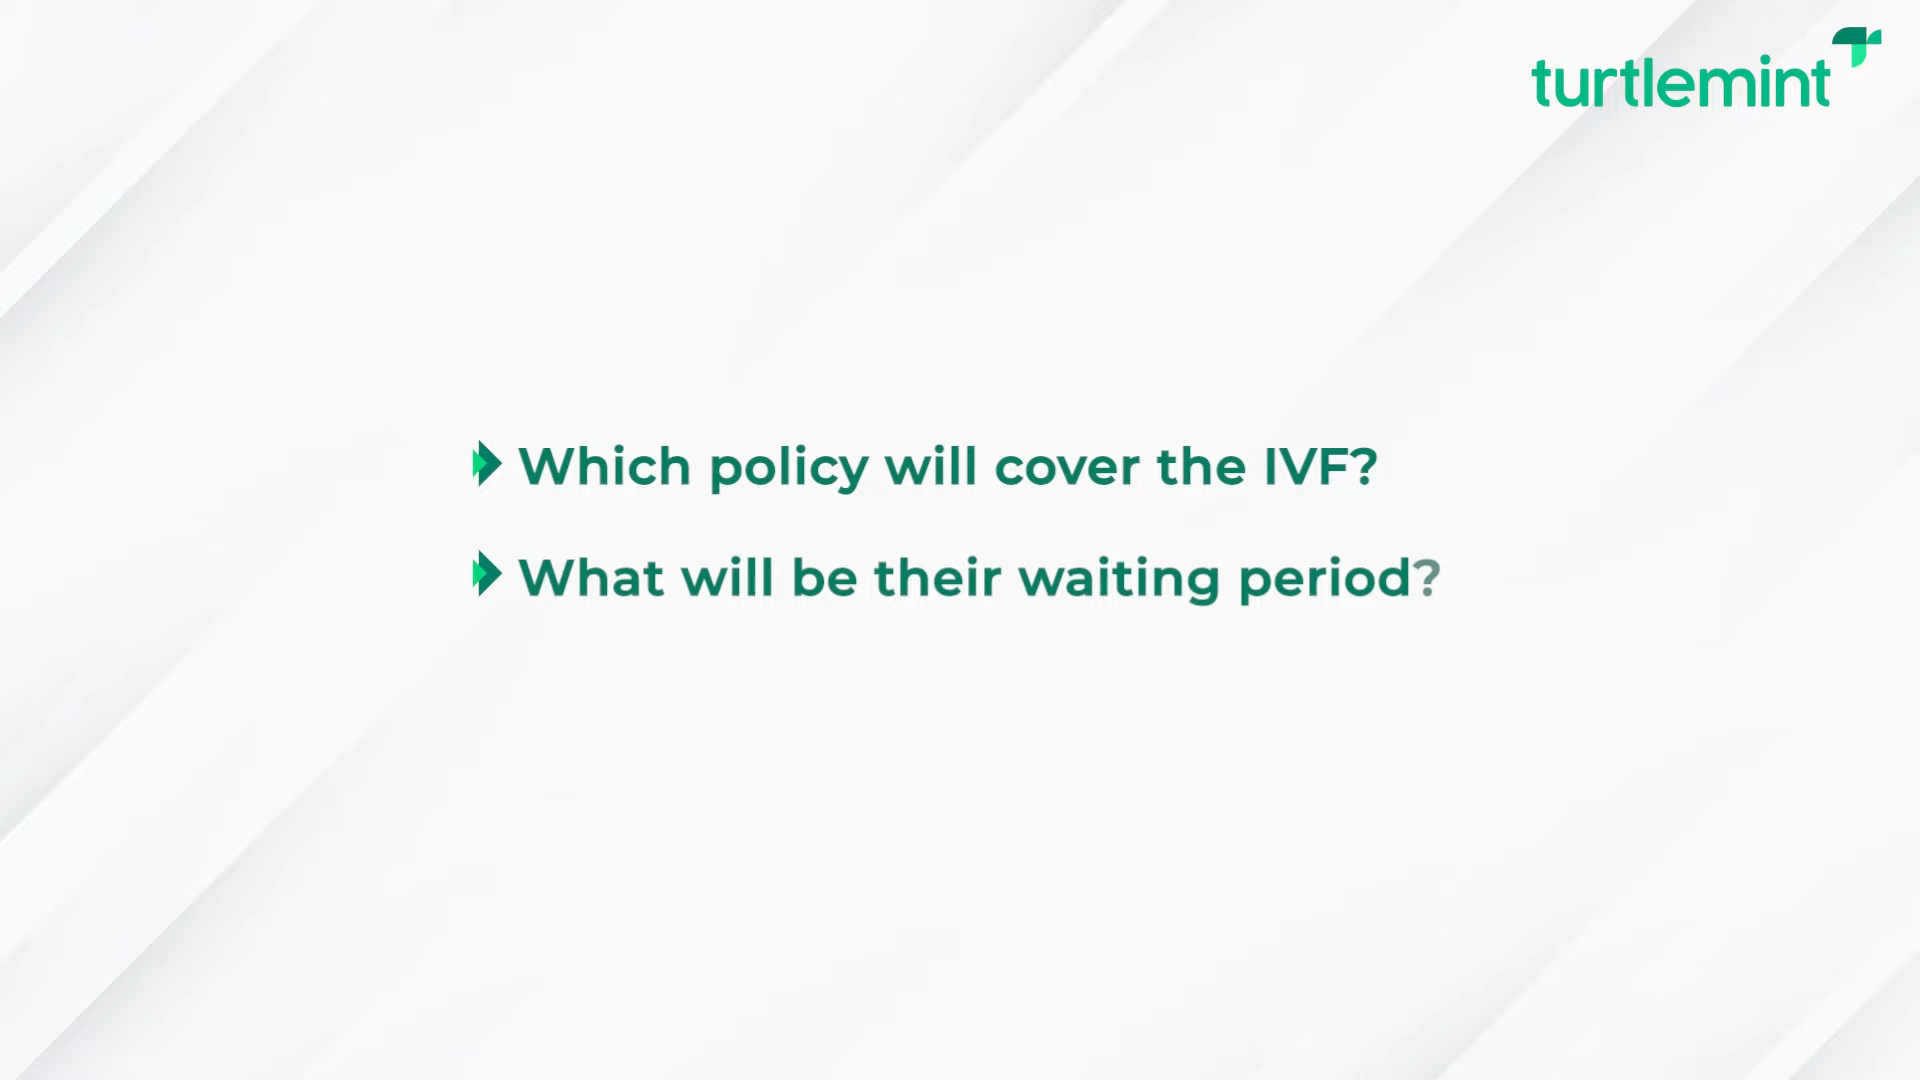 turtlemint
Which policy will cover the IVF?
What will be their waiting period?